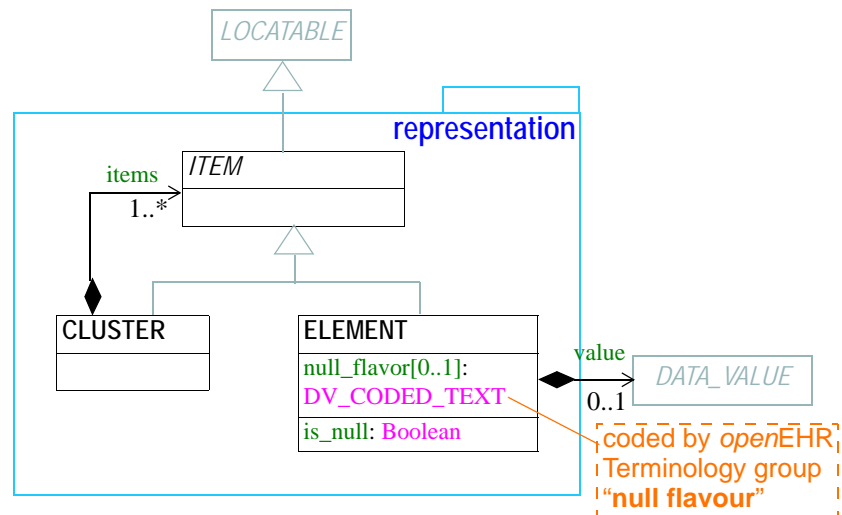 LOCATABLE
representation
ITEM
items
1..*
CLUSTER
ELEMENT
null_flavor[0..1]:
DV_CODED_TEXT
is_null: Boolean
value
0..1
DATA_VALUE
coded by openEHR
Terminology group
“null flavour”